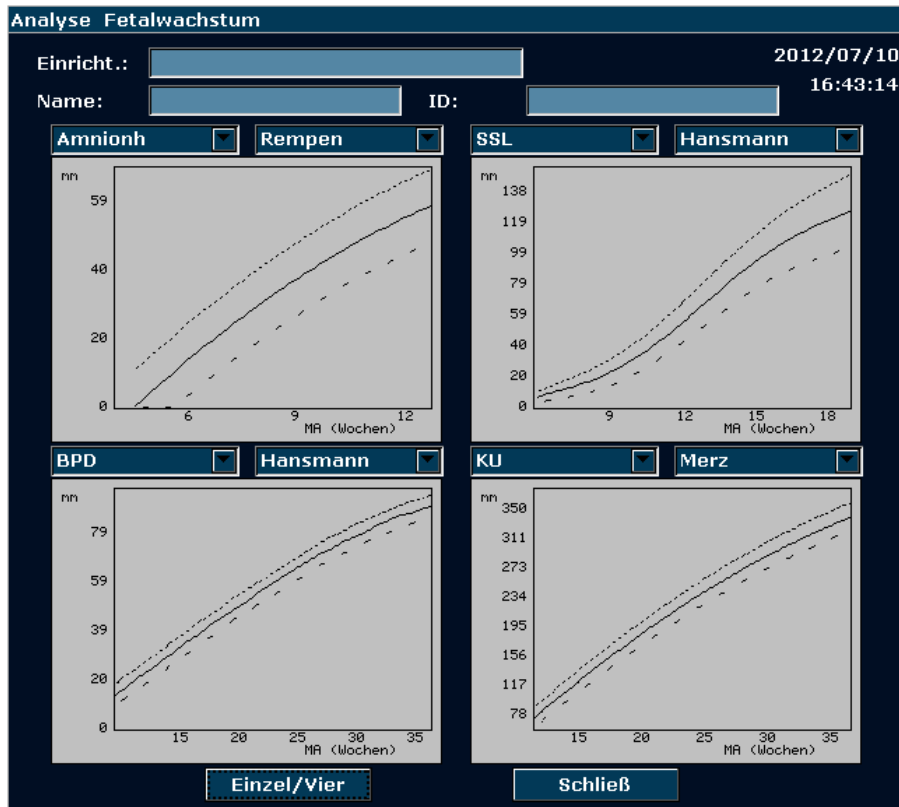 Analyse Fetalwachstum
Einricht.:
2012/07/10
16:43:14
Name: ID:
Amnionh Rempen
SSL Hansmann
mm
59
40
20
0
6 9 12
MA (Wochen)
mm
138
119
99
79
59
40
20
0
9 12 15 18
MA (Wochen)
BPD Hansmann
KU Merz
mm
79
59
39
20
0
15 20 25 30 35
MA (Wochen)
mm
350
311
273
234
195
156
117
78
15 20 25 30 35
MA (Wochen)
Einzel/Vier Schließ